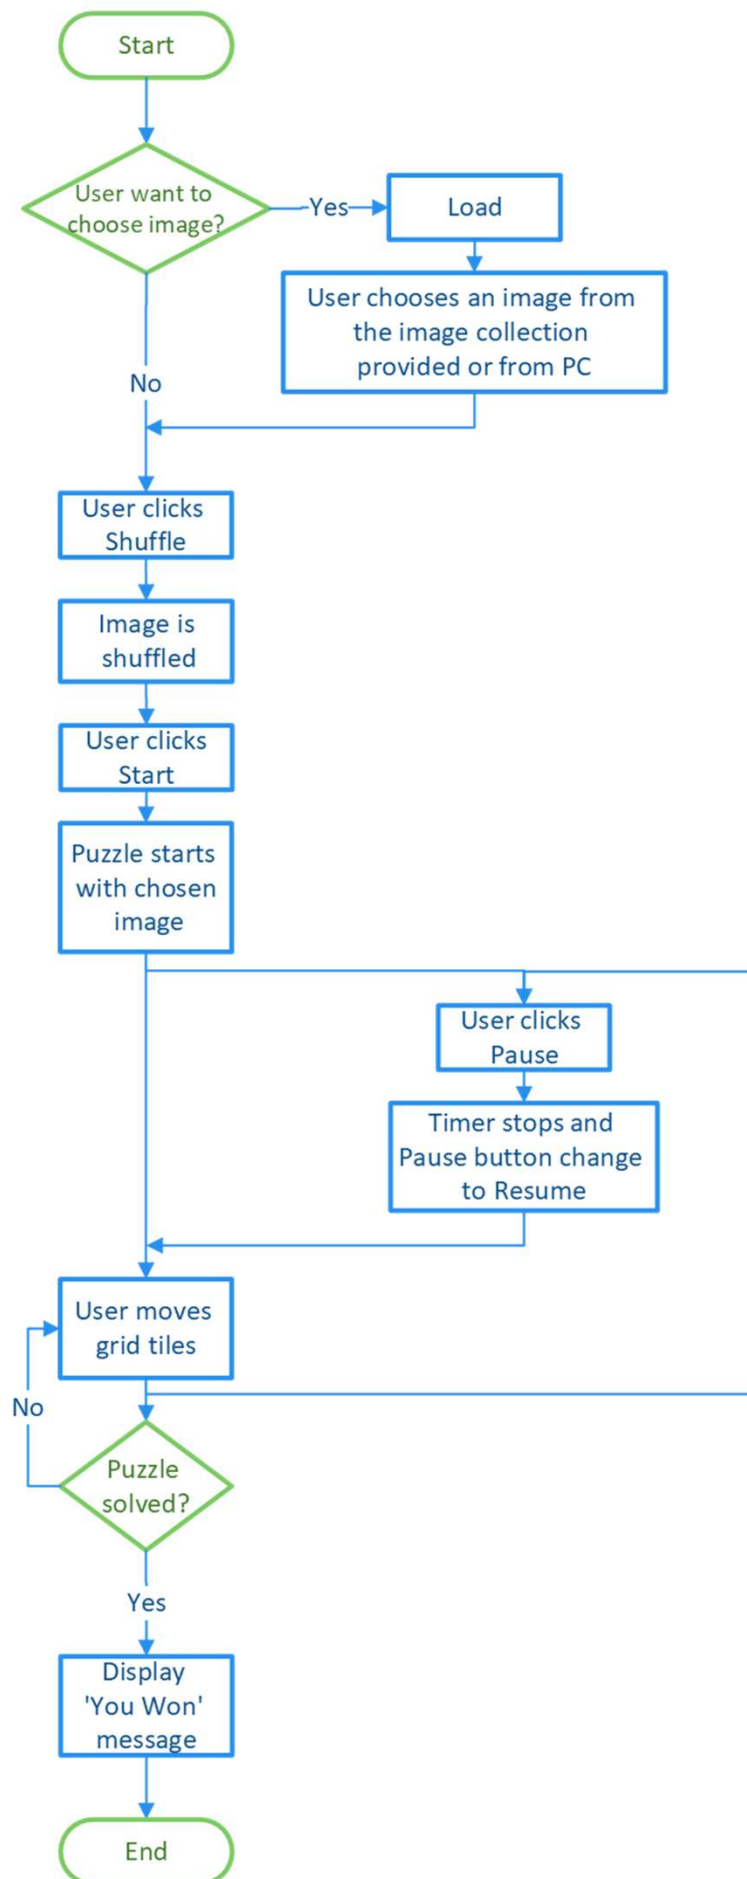 Start
User want to
choose image?
Yes
Load
User chooses an image from
the image collection
provided or from PC
No
User clicks
Shuffle
Image is
shuffled
User clicks
Start
Puzzle starts
with chosen
image
User clicks
Pause
Timer stops and
Pause button change
to Resume
User moves
grid tiles
No
Puzzle
solved?
Yes
Display
'You Won'
message
End